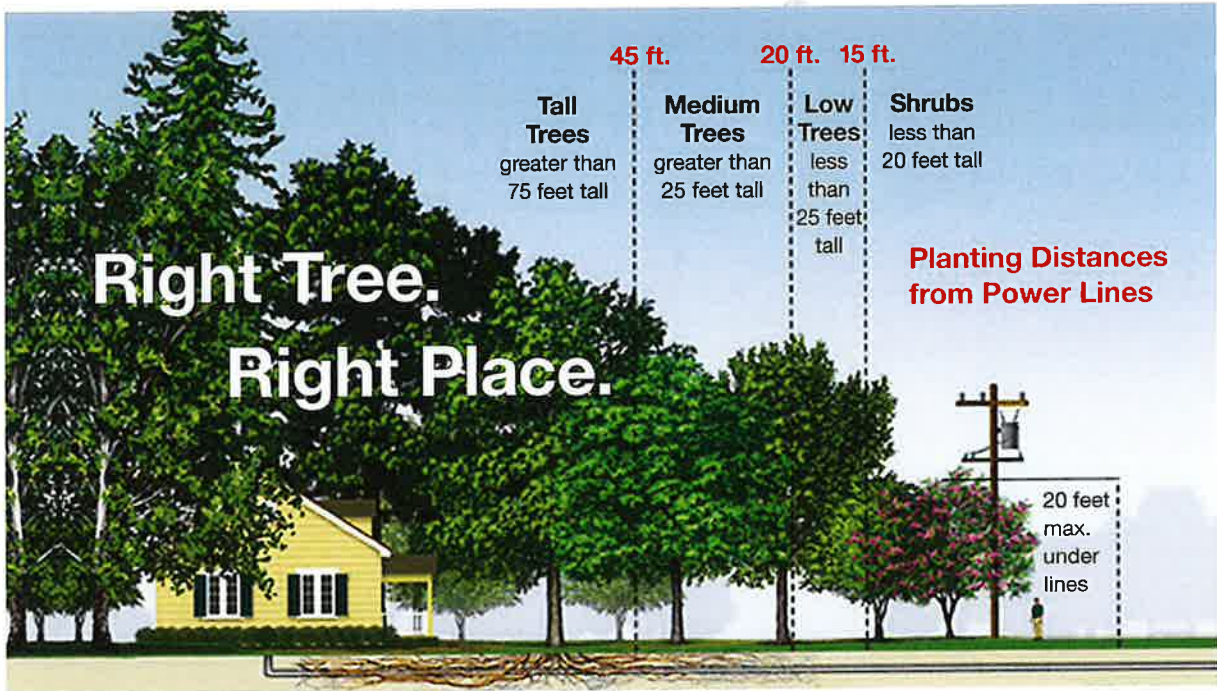 45 ft.
20 ft.
15 ft.
Tall
Trees
greater than
75 feet tall
Medium
Trees
greater than
25 feet tall
Low
Trees
less
than
25 feet
tall
Shrubs
less than
20 feet tall
Planting Distances
from Power Lines
Right Tree.
Right Place.
20 feet
max.
under
lines